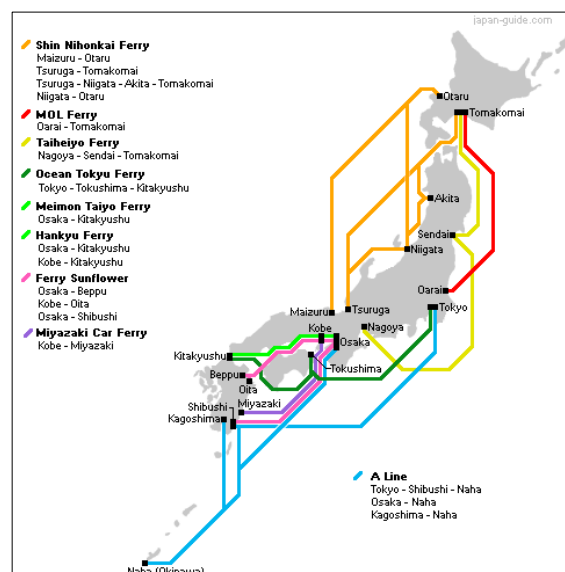 japan-guide.com
Shin Nihonkai Ferry
Maizuru - Otaru
Tsuruga - Tomakomai
Tsuruga - Niigata - Akita - Tomakomai
Niigata - Otaru
MOL Ferry
Oarai - Tomakomai
Taiheiyo Ferry
Nagoya - Sendai - Tomakomai
Ocean Tokyu Ferry
Tokyo - Tokushima - Kitakyushu
Meimon Taiyo Ferry
Osaka - Kitakyushu
Hankyu Ferry
Osaka - Kitakyushu
Kobe - Kitakyushu
Ferry Sunflower
Osaka - Beppu
Kobe - Oita
Osaka - Shibushi
Miyazaki Car Ferry
Kobe - Miyazaki
Otaru
Tomakomai
Akita
Sendai
Niigata
Oarai
Maizuru
Tsuruga
Tokyo
Kobe
Nagoya
Osaka
Kitakyushu
Tokushima
Beppu
Oita
Miyazaki
Shibushi
Kagoshima
A Line
Tokyo - Shibushi - Naha
Osaka - Naha
Kagoshima - Naha
Naha (Okinawa)